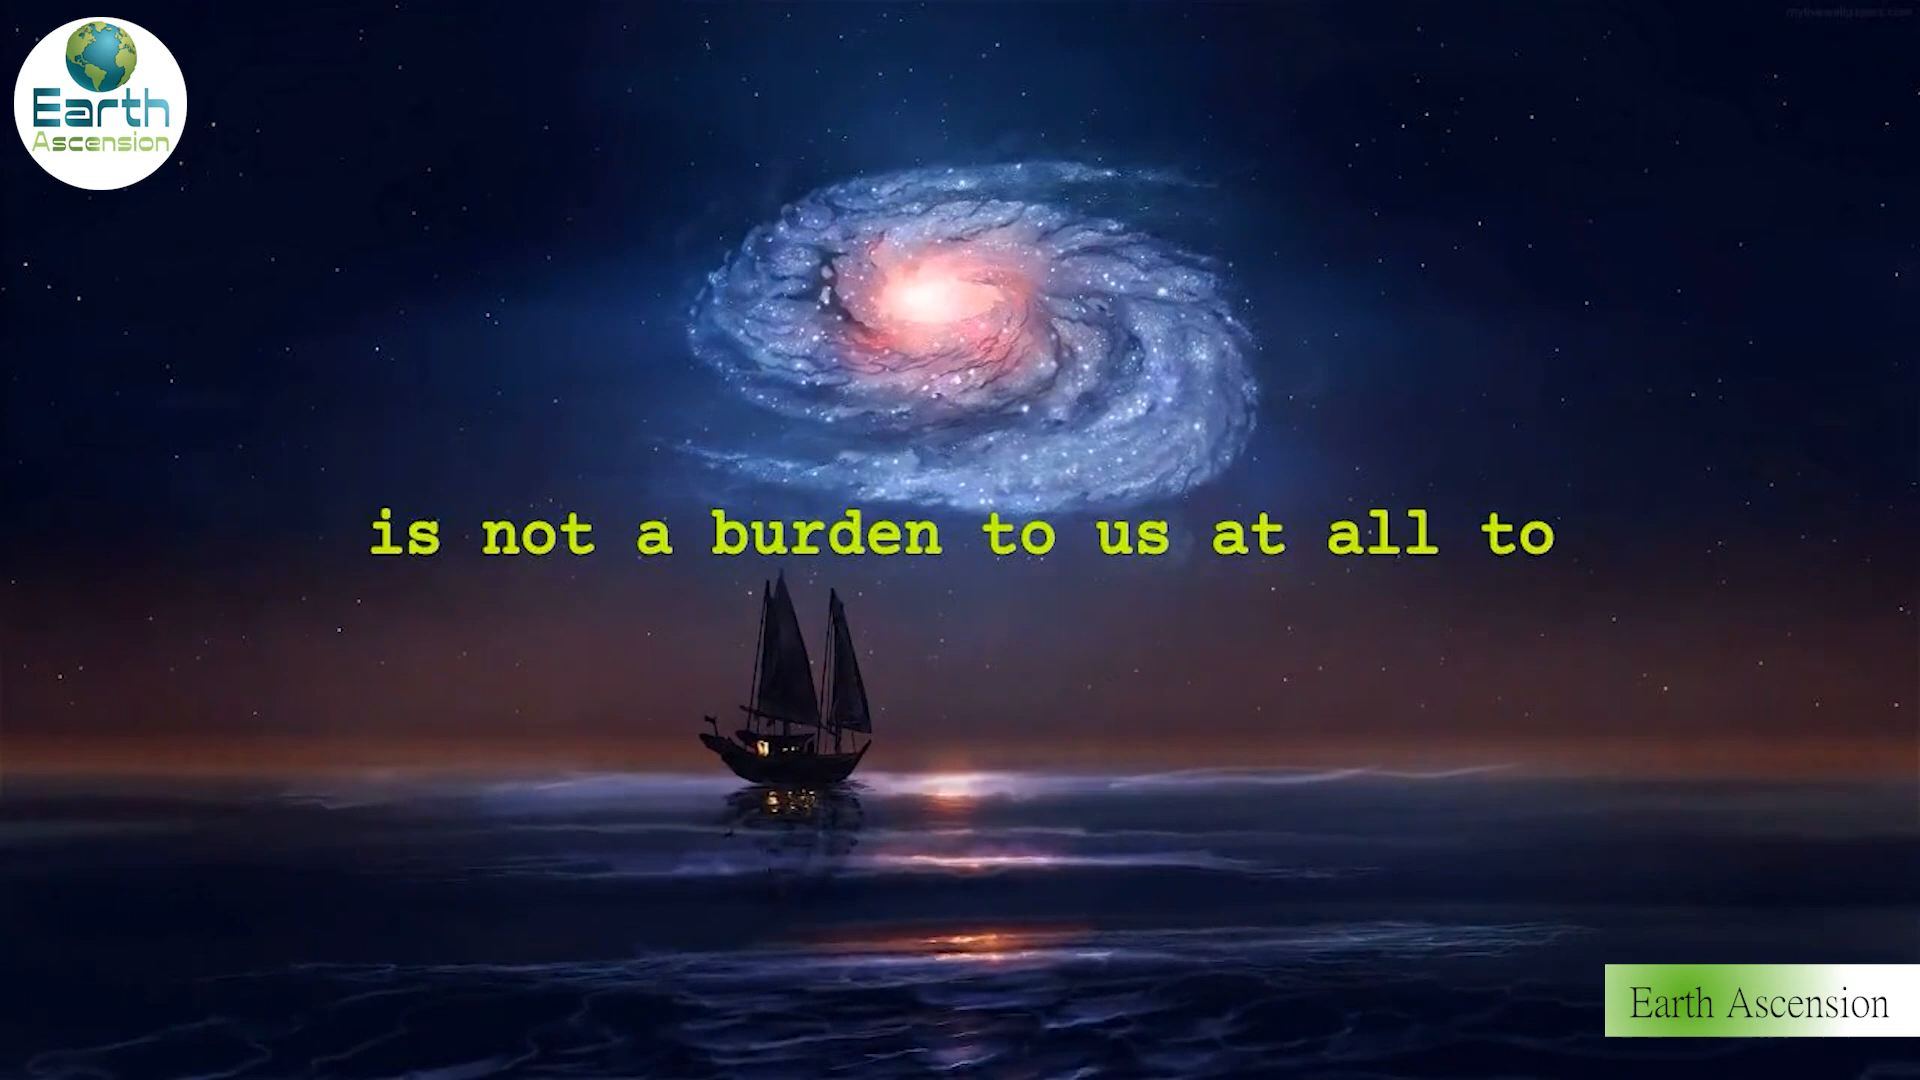 Earth
Ascension
is not a burden to us at all to
Earth Ascension